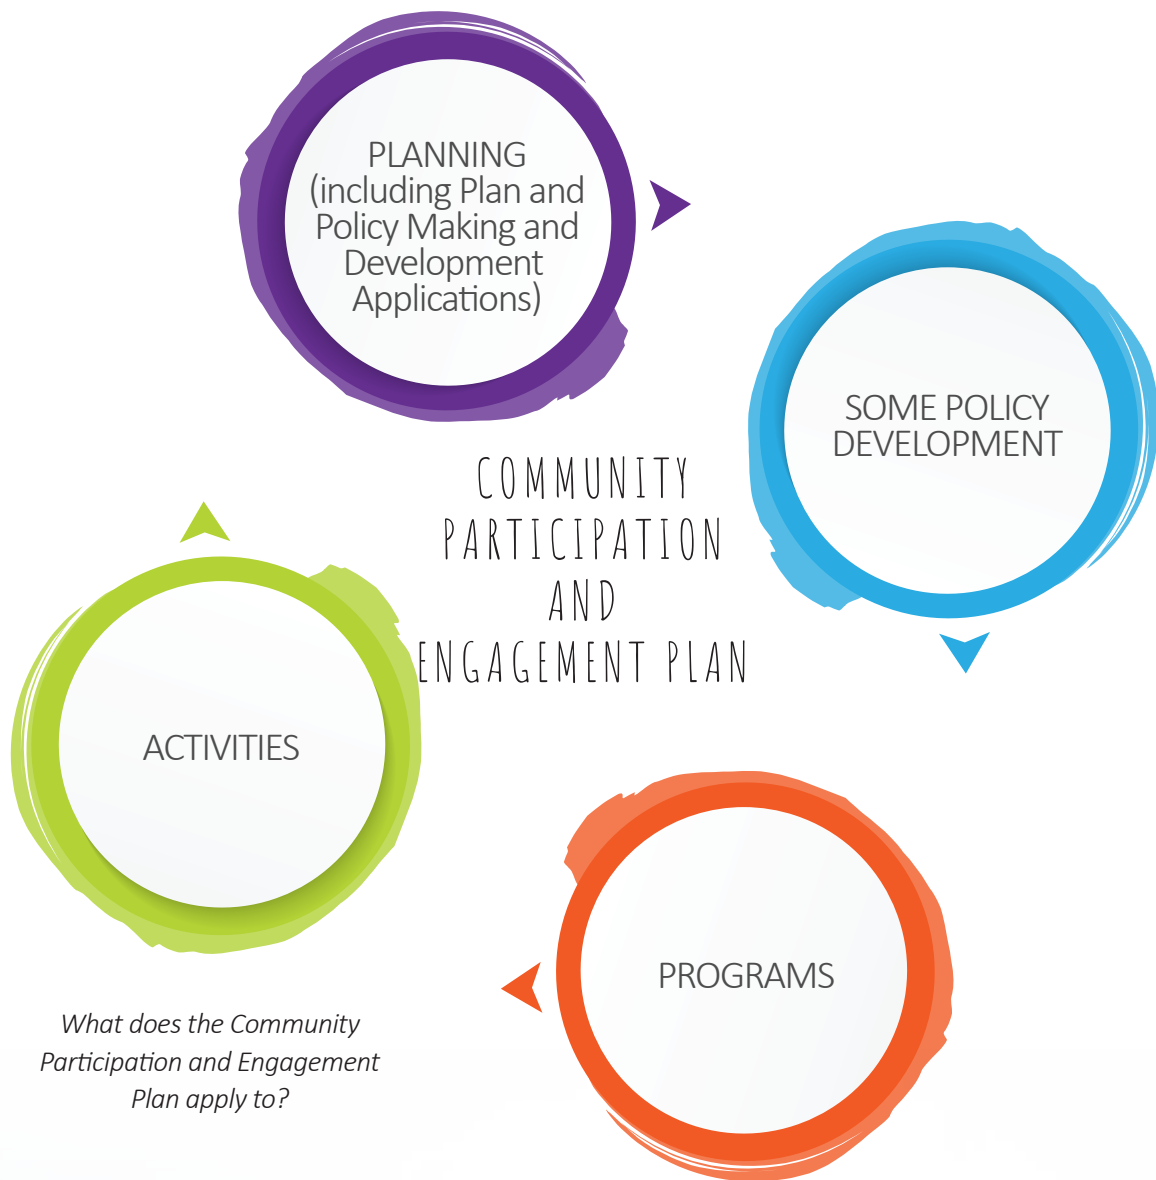 PLANNING
(including Plan and
Policy Making and
Development
Applications)
SOME POLICY
DEVELOPMENT
COMMUNITY
PARTICIPATION
AND
ENGAGEMENT PLAN
ACTIVITIES
PROGRAMS
What does the Community
Participation and Engagement
Plan apply to?